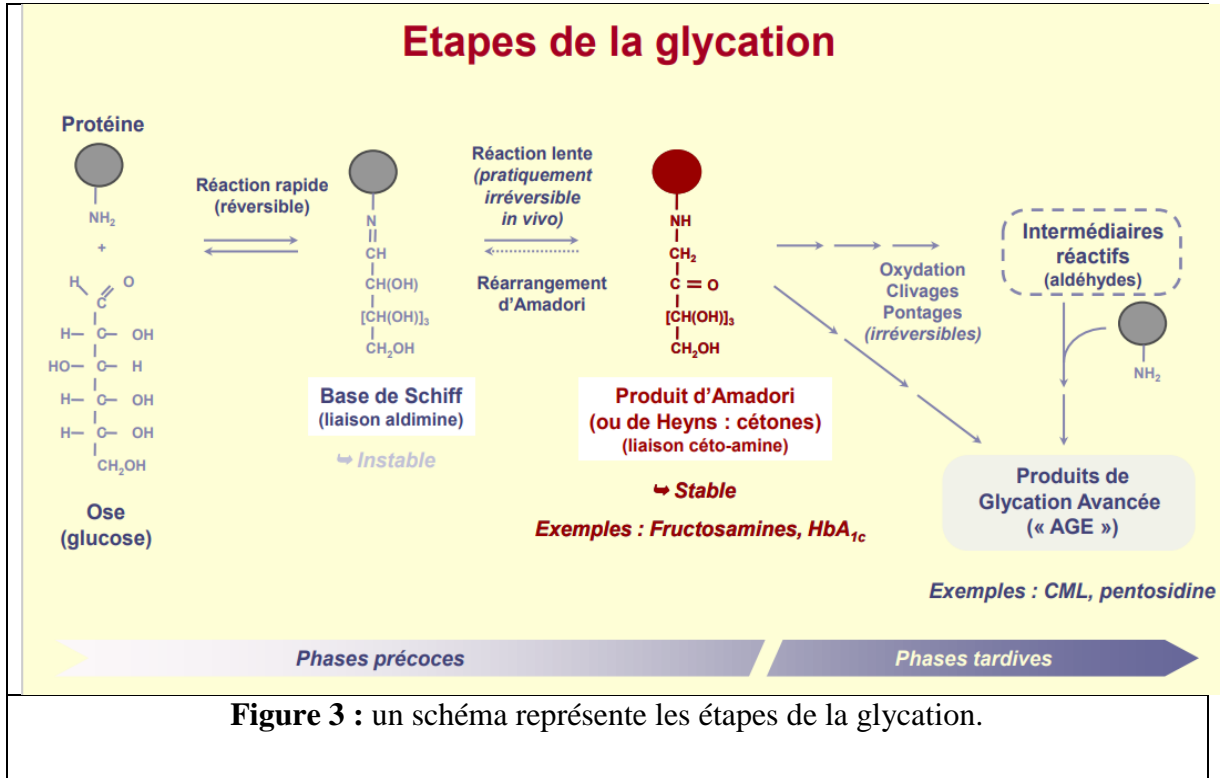 Etapes de la glycation
Protéine
NH2
+
H
O
C
H— C— OH
HO— C— H
H— C— OH
H— C— OH
CH2OH
Ose
(glucose)
Réaction rapide
(réversible)
N
CH
CH(OH)
[CH(OH)]3
CH2OH
Base de Schiff
(liaison aldimine)
➥ Instable
Réaction lente
(pratiquement
irréversible
in vivo)
Réarrangement
d'Amadori
NH
CH2
C = O
[CH(OH)]3
CH2OH
Produit d'Amadori
(ou de Heyns : cétones)
(liaison céto-amine)
➥ Stable
Exemples : Fructosamines, HbA1c
Oxydation
Clivages
Pontages
(irréversibles)
Intermédiaires
réactifs
(aldéhydes)
NH2
Produits de
Glycation Avancée
(« AGE »)
Exemples : CML, pentosidine
Phases précoces
Phases tardives
Figure 3 : un schéma représente les étapes de la glycation.